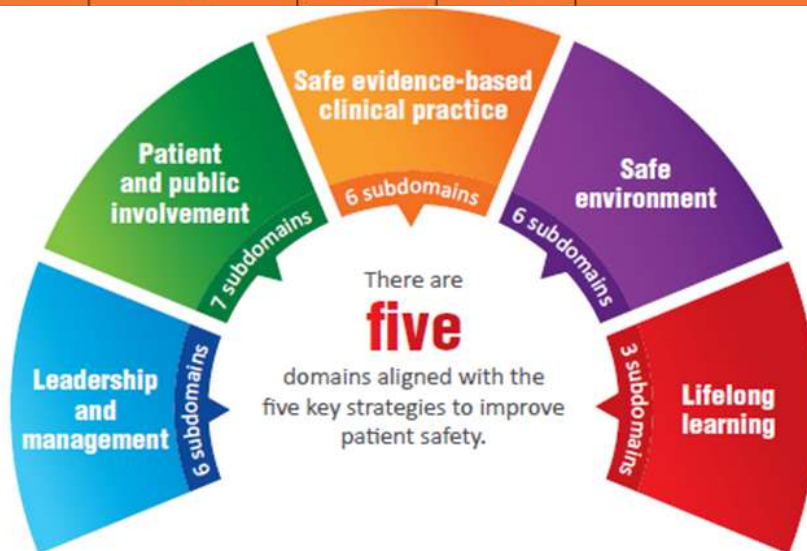 Leadership
and
management
6 subdomains
Patient
and public
involvement
7 subdomains
Safe evidence-based
clinical practice
6 subdomains
Safe
environment
6 subdomains
Lifelong
learning
3 subdomains
There are
five
domains aligned with the
five key strategies to improve
patient safety.